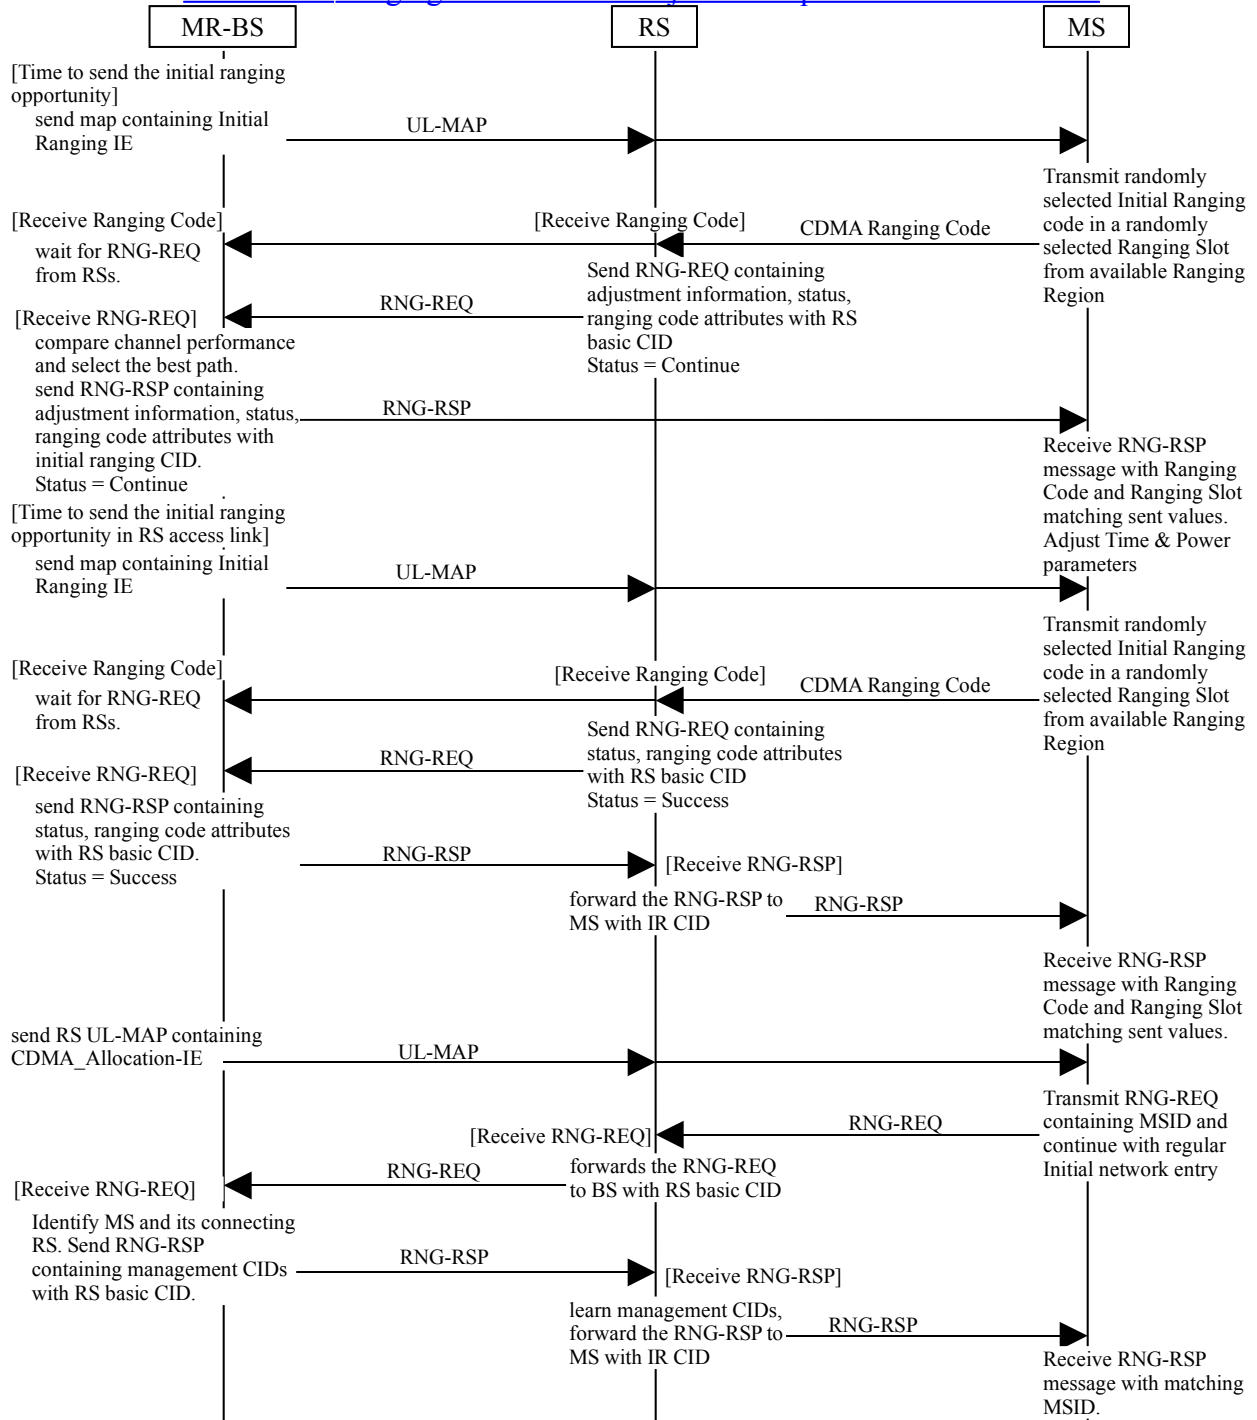 MR-BS
RS
MS
[Time to send the initial ranging
opportunity]
send map containing Initial
Ranging IE
UL-MAP
Transmit randomly
selected Initial Ranging
code in a randomly
selected Ranging Slot
from available Ranging
Region
[Receive Ranging Code]
wait for RNG-REQ
from RSs.
[Receive Ranging Code]
CDMA Ranging Code
Send RNG-REQ containing
adjustment information, status,
ranging code attributes with RS
basic CID
Status = Continue
RNG-REQ
[Receive RNG-REQ]
compare channel performance
and select the best path.
send RNG-RSP containing
adjustment information, status,
ranging code attributes with
initial ranging CID.
Status = Continue
RNG-RSP
Receive RNG-RSP
message with Ranging
Code and Ranging Slot
matching sent values.
Adjust Time & Power
parameters
[Time to send the initial ranging
opportunity in RS access link]
send map containing Initial
Ranging IE
UL-MAP
Transmit randomly
selected Initial Ranging
code in a randomly
selected Ranging Slot
from available Ranging
Region
[Receive Ranging Code]
wait for RNG-REQ
from RSs.
[Receive Ranging Code]
CDMA Ranging Code
Send RNG-REQ containing
status, ranging code attributes
with RS basic CID
Status = Success
RNG-REQ
[Receive RNG-REQ]
send RNG-RSP containing
status, ranging code attributes
with RS basic CID.
Status = Success
RNG-RSP
[Receive RNG-RSP]
forward the RNG-RSP to
MS with IR CID
RNG-RSP
Receive RNG-RSP
message with Ranging
Code and Ranging Slot
matching sent values.
send RS UL-MAP containing
CDMA_Allocation-IE
UL-MAP
Transmit RNG-REQ
containing MSID and
continue with regular
Initial network entry
RNG-REQ
[Receive RNG-REQ]
forwards the RNG-REQ
to BS with RS basic CID
RNG-REQ
[Receive RNG-REQ]
Identify MS and its connecting
RS. Send RNG-RSP
containing management CIDs
with RS basic CID.
RNG-RSP
[Receive RNG-RSP]
learn management CIDs,
forward the RNG-RSP to
MS with IR CID
RNG-RSP
Receive RNG-RSP
message with matching
MSID.